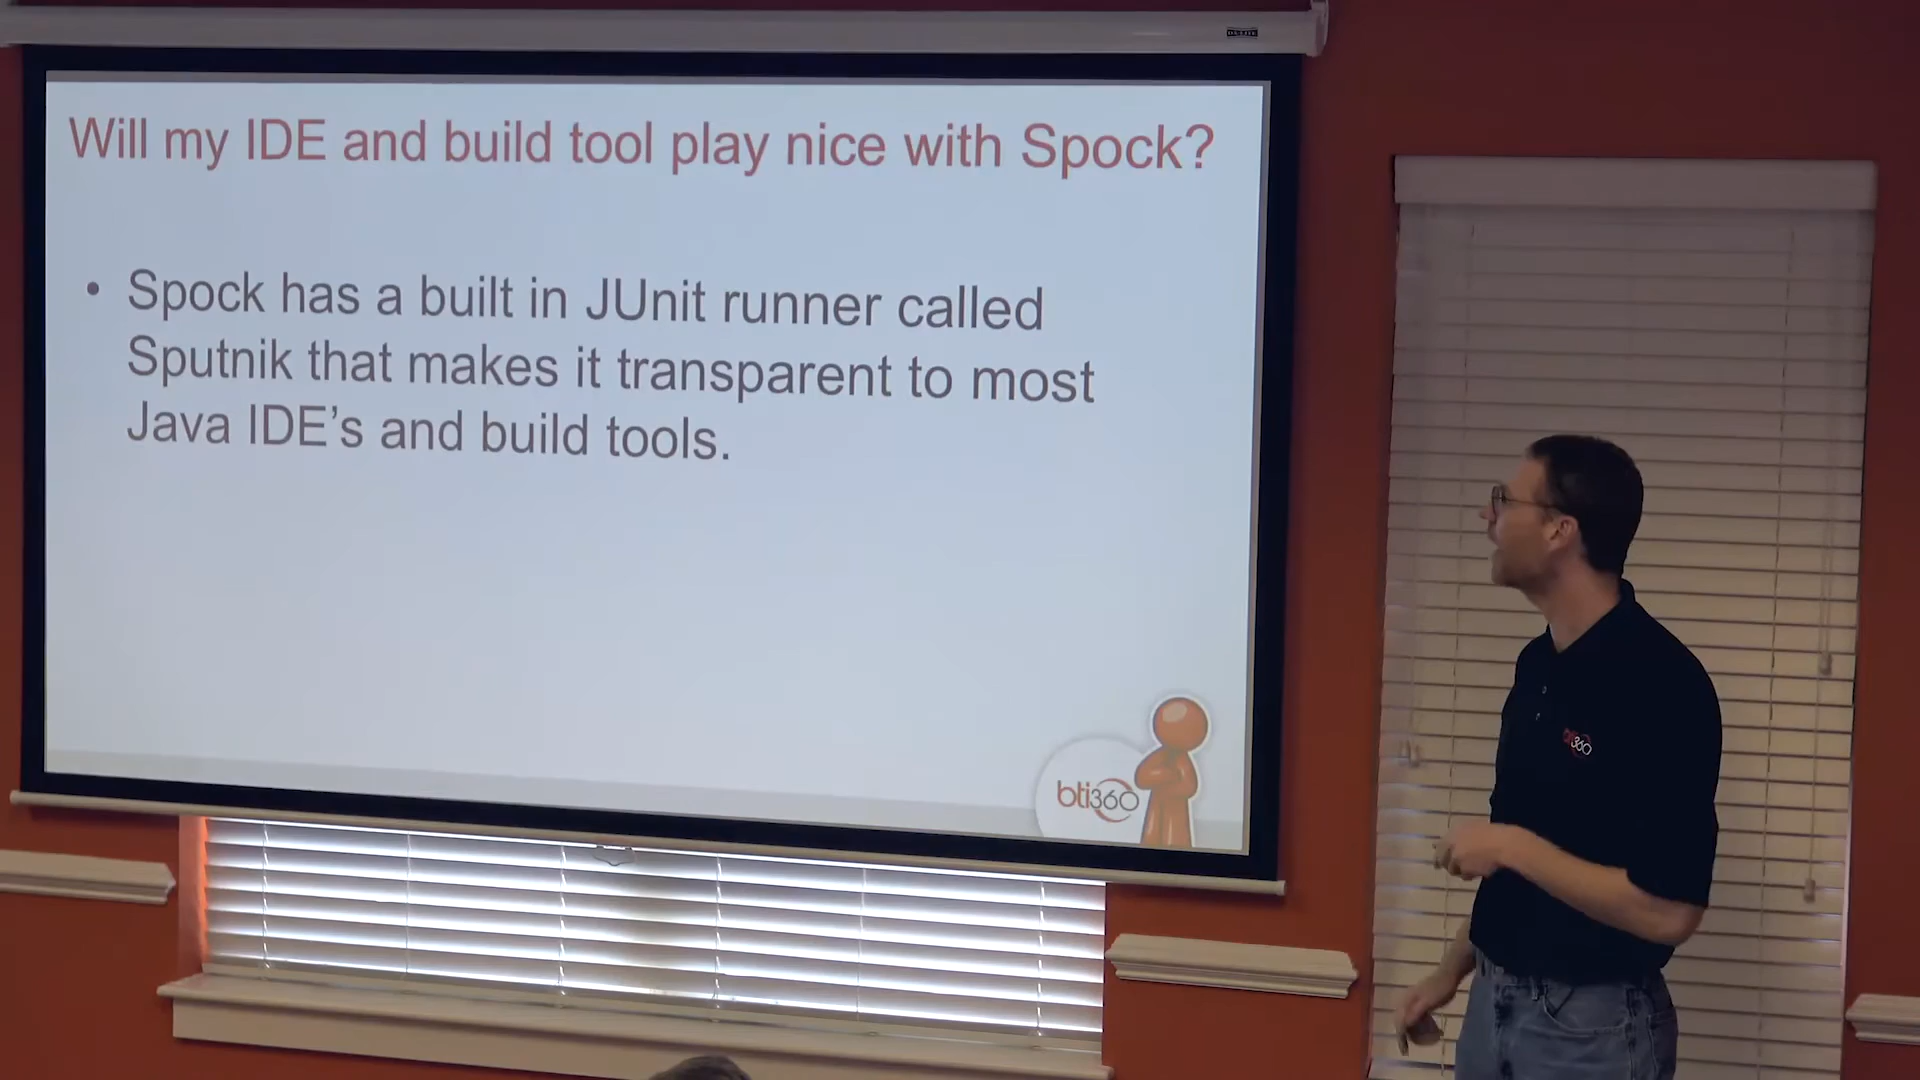 Will my IDE and build tool play nice with Spock?
• Spock has a built in JUnit runner called
Sputnik that makes it transparent to most
Java IDE’s and build tools.
bti360
bti360